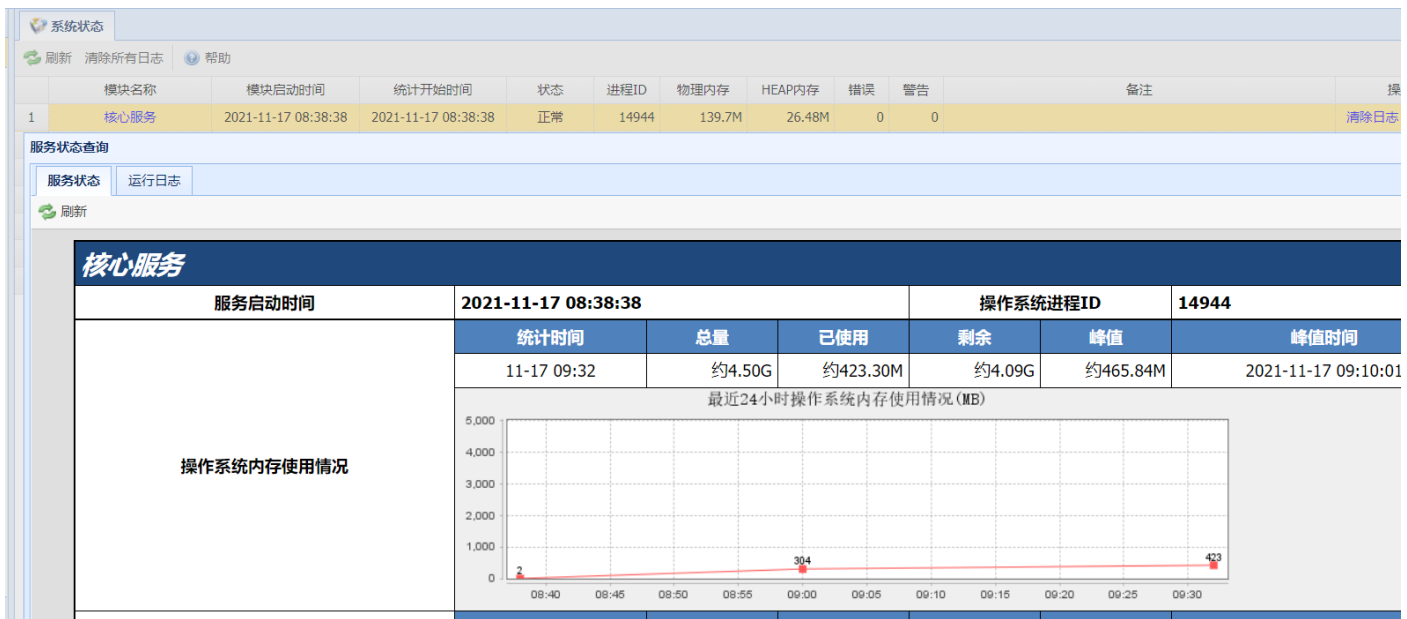 系统状态
刷新 清除所有日志 帮助
模块名称 模块启动时间 统计开始时间 状态 进程ID 物理内存 HEAP内存 错误 警告 备注 操
1 核心服务 2021-11-17 08:38:38 2021-11-17 08:38:38 正常 14944 139.7M 26.48M 0 0 清除日志
服务状态查询
服务状态 运行日志
刷新
核心服务
服务启动时间 2021-11-17 08:38:38 操作系统进程ID 14944
统计时间 总量 已使用 剩余 峰值 峰值时间
11-17 09:32 约4.50G 约423.30M 约4.09G 约465.84M 2021-11-17 09:10:01
操作系统内存使用情况
最近24小时操作系统内存使用情况(MB)
5,000
4,000
3,000
2,000
1,000
0
2 304 423
08:40 08:45 08:50 08:55 09:00 09:05 09:10 09:15 09:20 09:25 09:30